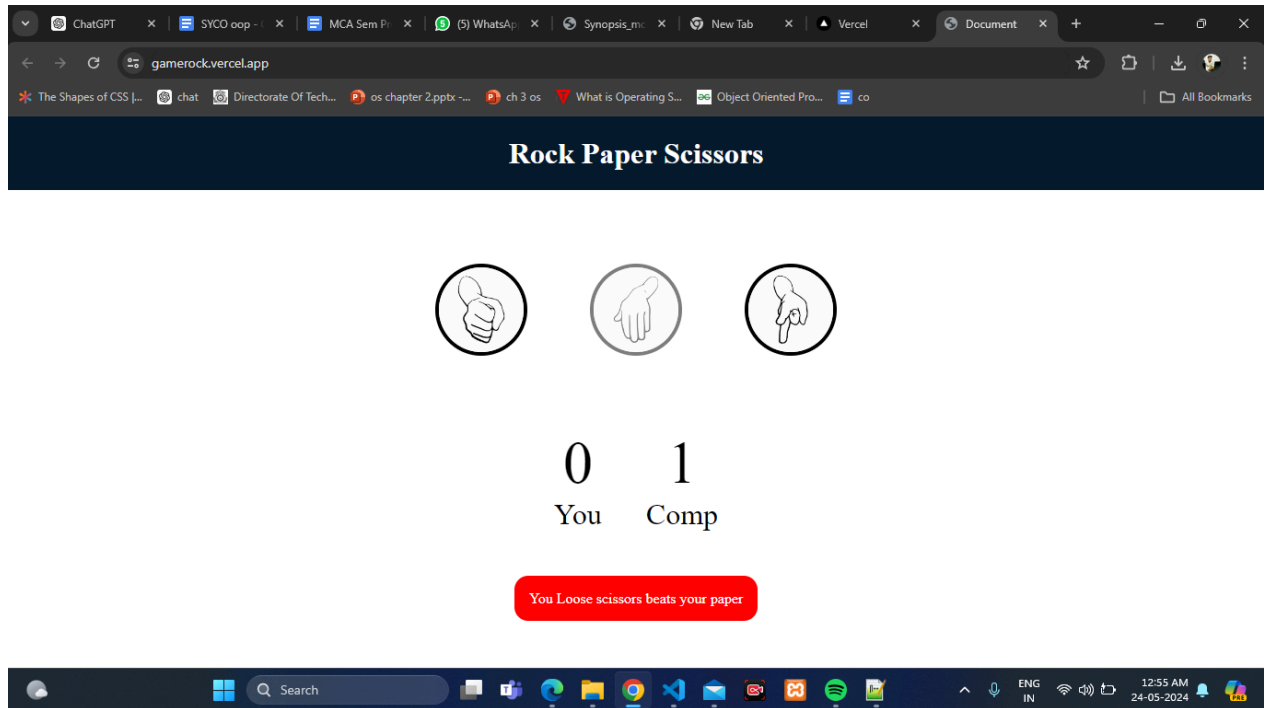 ChatGPT
SYCO oop - (
MCA Sem Pr
(5) WhatsAp
Synopsis_mc
New Tab
Vercel
Document
gamerock.vercel.app
The Shapes of CSS |...
chat
Directorate Of Tech...
os chapter 2.pptx -...
ch 3 os
What is Operating S...
Object Oriented Pro...
co
All Bookmarks
Rock Paper Scissors
0 1
You Comp
You Loose scissors beats your paper
Search
ENG
IN
12:55 AM
24-05-2024
PRE